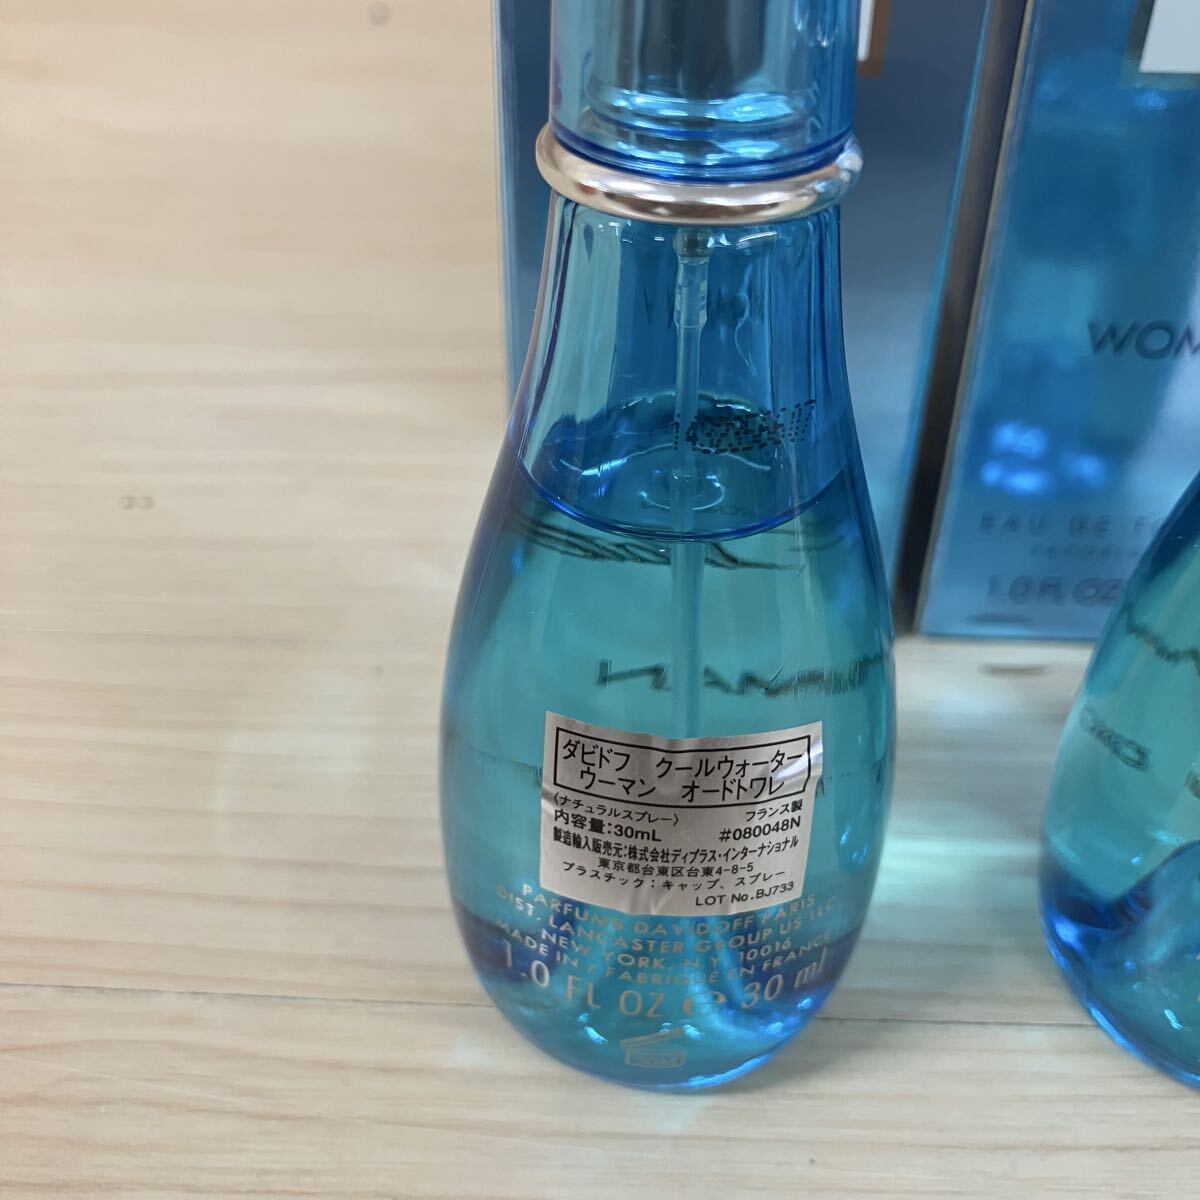 WOM
EAU DE
1.0 FL OZ
ダビドフ クールウォーター
ウーマン オードトワレ
〈ナチュラルスプレー〉 フランス製
内容量:30mL #080048N
製造輸入販売元:株式会社ディプラス・インターナショナル
東京都台東区台東4-8-5
プラスチック:キャップ、スプレー
LOT No.BJ733
PARFUMS DAVIDOFF PARIS
DIST. LANCASTER GROUP US LLC
NEW YORK, N.Y. 10016
MADE IN / FABRIQUÉ EN FRANCE
1.0 FL OZ e 30 ml